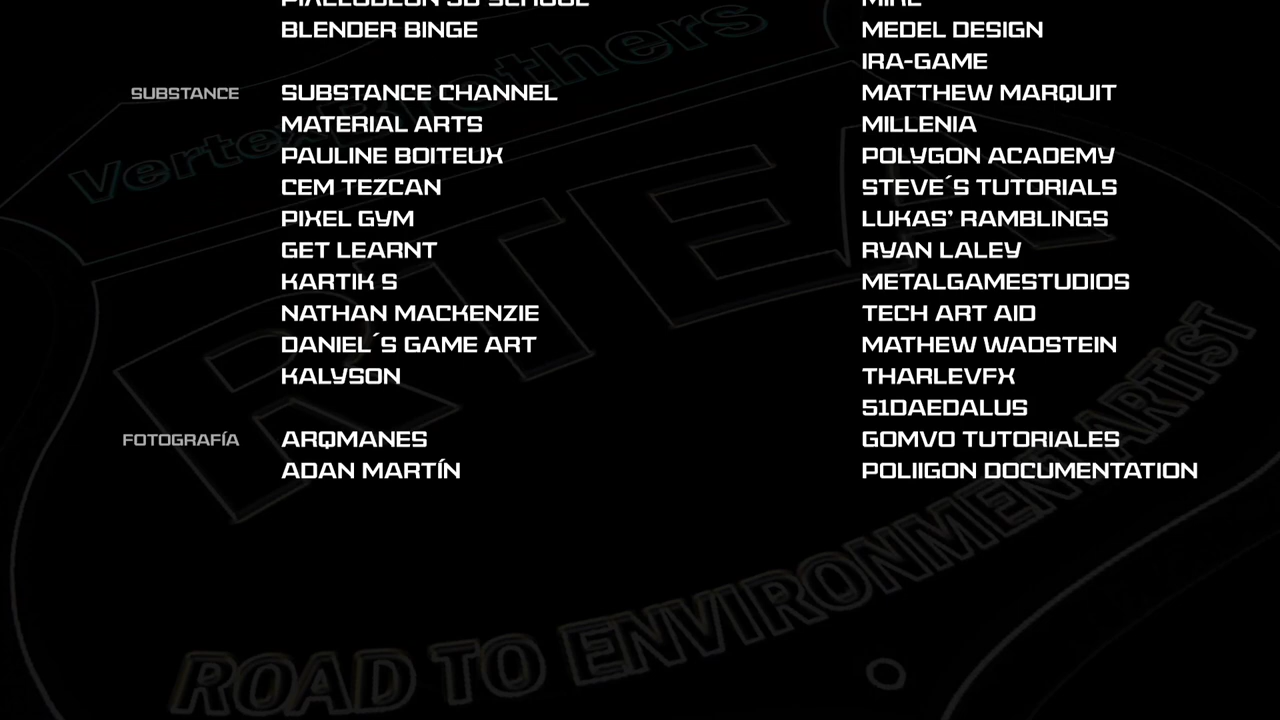 BLENDER BINGE
SUBSTANCE
SUBSTANCE CHANNEL
MATERIAL ARTS
PAULINE BOITEUX
CEM TEZCAN
PIXEL GYM
GET LEARNT
KARTIK S
NATHAN MACKENZIE
DANIEL´S GAME ART
KALYSON
FOTOGRAFÍA
ARQMANES
ADAN MARTÍN
MEDEL DESIGN
IRA-GAME
MATTHEW MARQUIT
MILLENIA
POLYGON ACADEMY
STEVE´S TUTORIALS
LUKAS’ RAMBLINGS
RYAN LALEY
METALGAMESTUDIOS
TECH ART AID
MATHEW WADSTEIN
THARLEVFX
51DAEDALUS
GOMVO TUTORIALES
POLIIGON DOCUMENTATION
Vertex Brothers
RTEA
ROAD TO ENVIRONMENT ARTIST